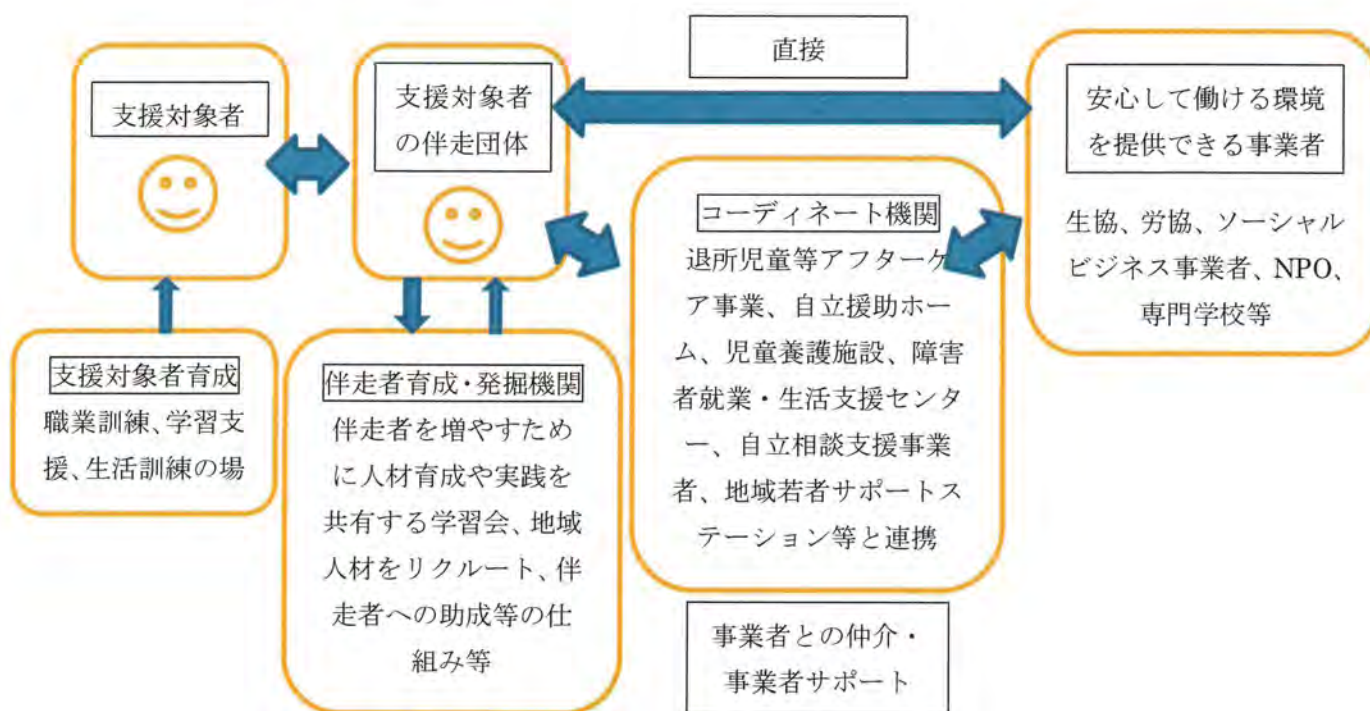 支援対象者
支援対象者
の伴走団体
直接
安心して働ける環境
を提供できる事業者
生協、労協、ソーシャル
ビジネス事業者、NPO、
専門学校等
コーディネート機関
退所児童等アフターケ
ア事業、自立援助ホー
ム、児童養護施設、障害
者就業・生活支援センタ
ー、自立相談支援事業
者、地域若者サポートス
テーション等と連携
支援対象者育成
職業訓練、学習支
援、生活訓練の場
伴走者育成・発掘機関
伴走者を増やすため
に人材育成や実践を
共有する学習会、地域
人材をリクルート、伴
走者への助成等の仕
組み等
事業者との仲介・
事業者サポート